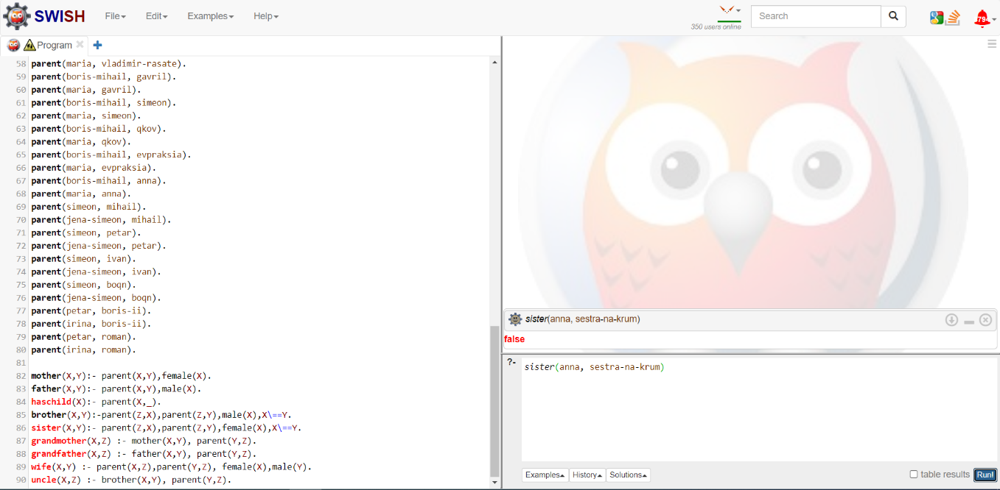 SWISH File Edit Examples Help 350 users online Search 794
Program
58 parent(maria, vladimir-rasate).
59 parent(boris-mihail, gavril).
60 parent(maria, gavril).
61 parent(boris-mihail, simeon).
62 parent(maria, simeon).
63 parent(boris-mihail, qkov).
64 parent(maria, qkov).
65 parent(boris-mihail, evpraksia).
66 parent(maria, evpraksia).
67 parent(boris-mihail, anna).
68 parent(maria, anna).
69 parent(simeon, mihail).
70 parent(jena-simeon, mihail).
71 parent(simeon, petar).
72 parent(jena-simeon, petar).
73 parent(simeon, ivan).
74 parent(jena-simeon, ivan).
75 parent(simeon, boqn).
76 parent(jena-simeon, boqn).
77 parent(petar, boris-ii).
78 parent(irina, boris-ii).
79 parent(petar, roman).
80 parent(irina, roman).
81
82 mother(X,Y):- parent(X,Y),female(X).
83 father(X,Y):- parent(X,Y),male(X).
84 haschild(X):- parent(X,_).
85 brother(X,Y):-parent(Z,X),parent(Z,Y),male(X),X\==Y.
86 sister(X,Y):- parent(Z,X),parent(Z,Y),female(X),X\==Y.
87 grandmother(X,Z) :- mother(X,Y), parent(Y,Z).
88 grandfather(X,Z) :- father(X,Y), parent(Y,Z).
89 wife(X,Y) :- parent(X,Z),parent(Y,Z), female(X),male(Y).
90 uncle(X,Z) :- brother(X,Y), parent(Y,Z).
sister(anna, sestra-na-krum)
false
?- sister(anna, sestra-na-krum)
Examples History Solutions table results Run!